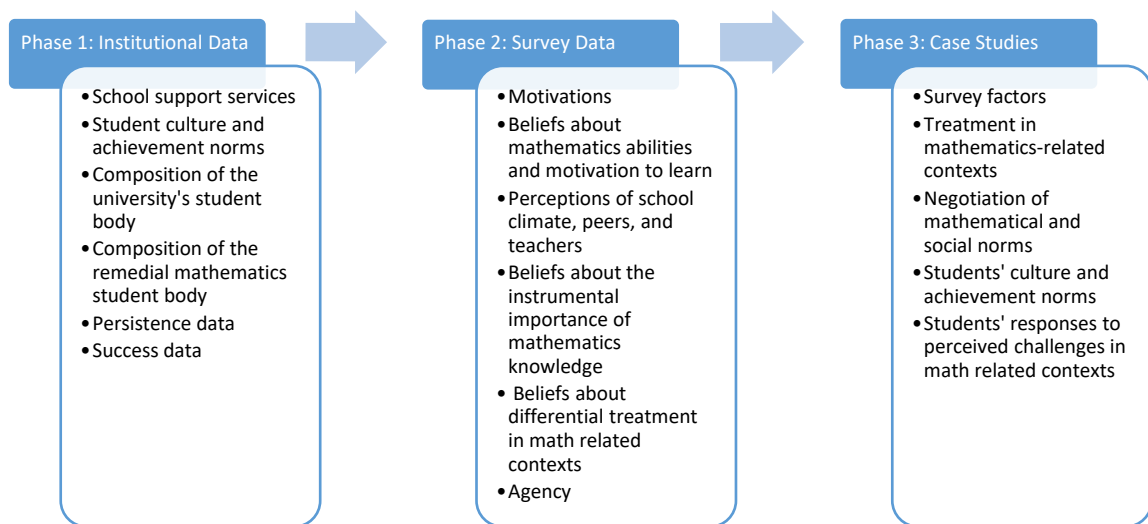 Phase 1: Institutional Data
•School support services
•Student culture and
achievement norms
•Composition of the
university's student
body
•Composition of the
remedial mathematics
student body
•Persistence data
•Success data
Phase 2: Survey Data
•Motivations
•Beliefs about
mathematics abilities
and motivation to learn
•Perceptions of school
climate, peers, and
teachers
•Beliefs about the
instrumental
importance of
mathematics
knowledge
• Beliefs about
differential treatment
in math related
contexts
•Agency
Phase 3: Case Studies
•Survey factors
•Treatment in
mathematics-related
contexts
•Negotiation of
mathematical and
social norms
•Students' culture and
achievement norms
•Students' responses to
perceived challenges in
math related contexts